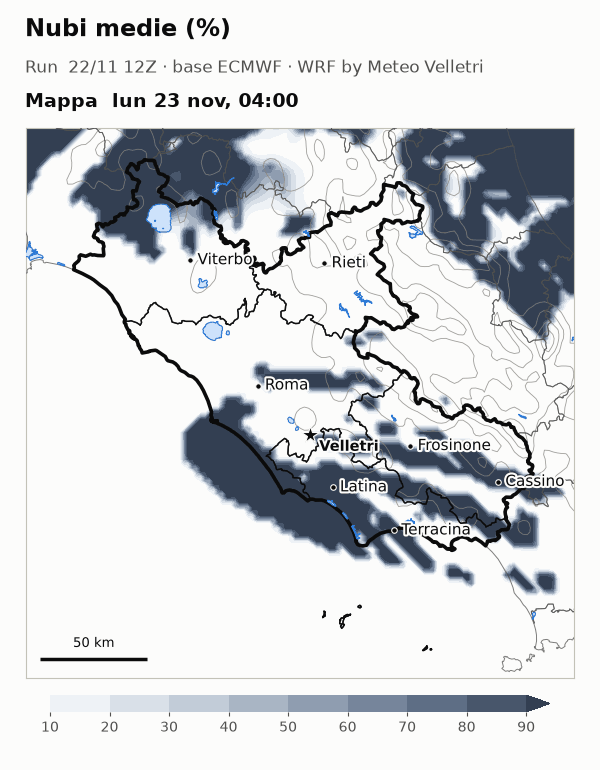 Nubi medie (%)
Run  22/11 12Z · base ECMWF · WRF by Meteo Velletri
Mappa  lun 23 nov, 04:00
Viterbo
Rieti
Roma
Velletri
Frosinone
Cassino
Latina
Terracina
50 km
10 20 30 40 50 60 70 80 90